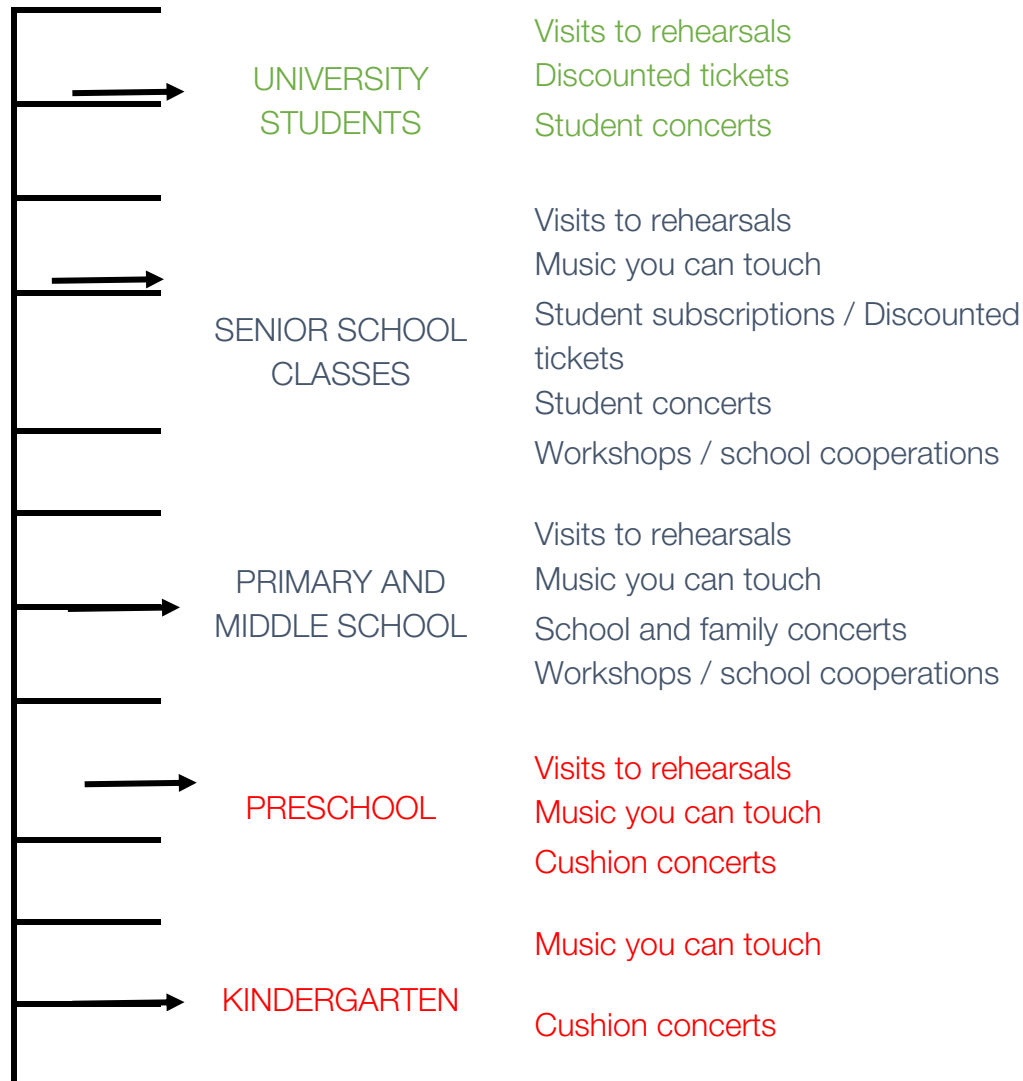 UNIVERSITY
STUDENTS
Visits to rehearsals
Discounted tickets
Student concerts
SENIOR SCHOOL
CLASSES
Visits to rehearsals
Music you can touch
Student subscriptions / Discounted
tickets
Student concerts
Workshops / school cooperations
PRIMARY AND
MIDDLE SCHOOL
Visits to rehearsals
Music you can touch
School and family concerts
Workshops / school cooperations
PRESCHOOL
Visits to rehearsals
Music you can touch
Cushion concerts
KINDERGARTEN
Music you can touch
Cushion concerts